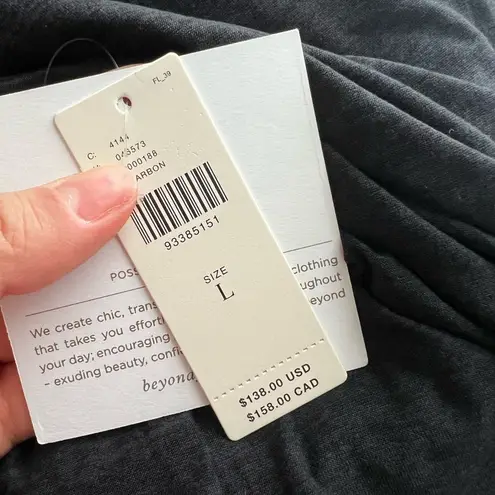 FL_39
C: 4144
046573
000188
ARBON
93385151
SIZE
L
$138.00 USD
$158.00 CAD
POSS
clothing
We create chic, trans
that takes you effort
your day; encouraging
– exuding beauty, confi
ughout
eyond
beyond